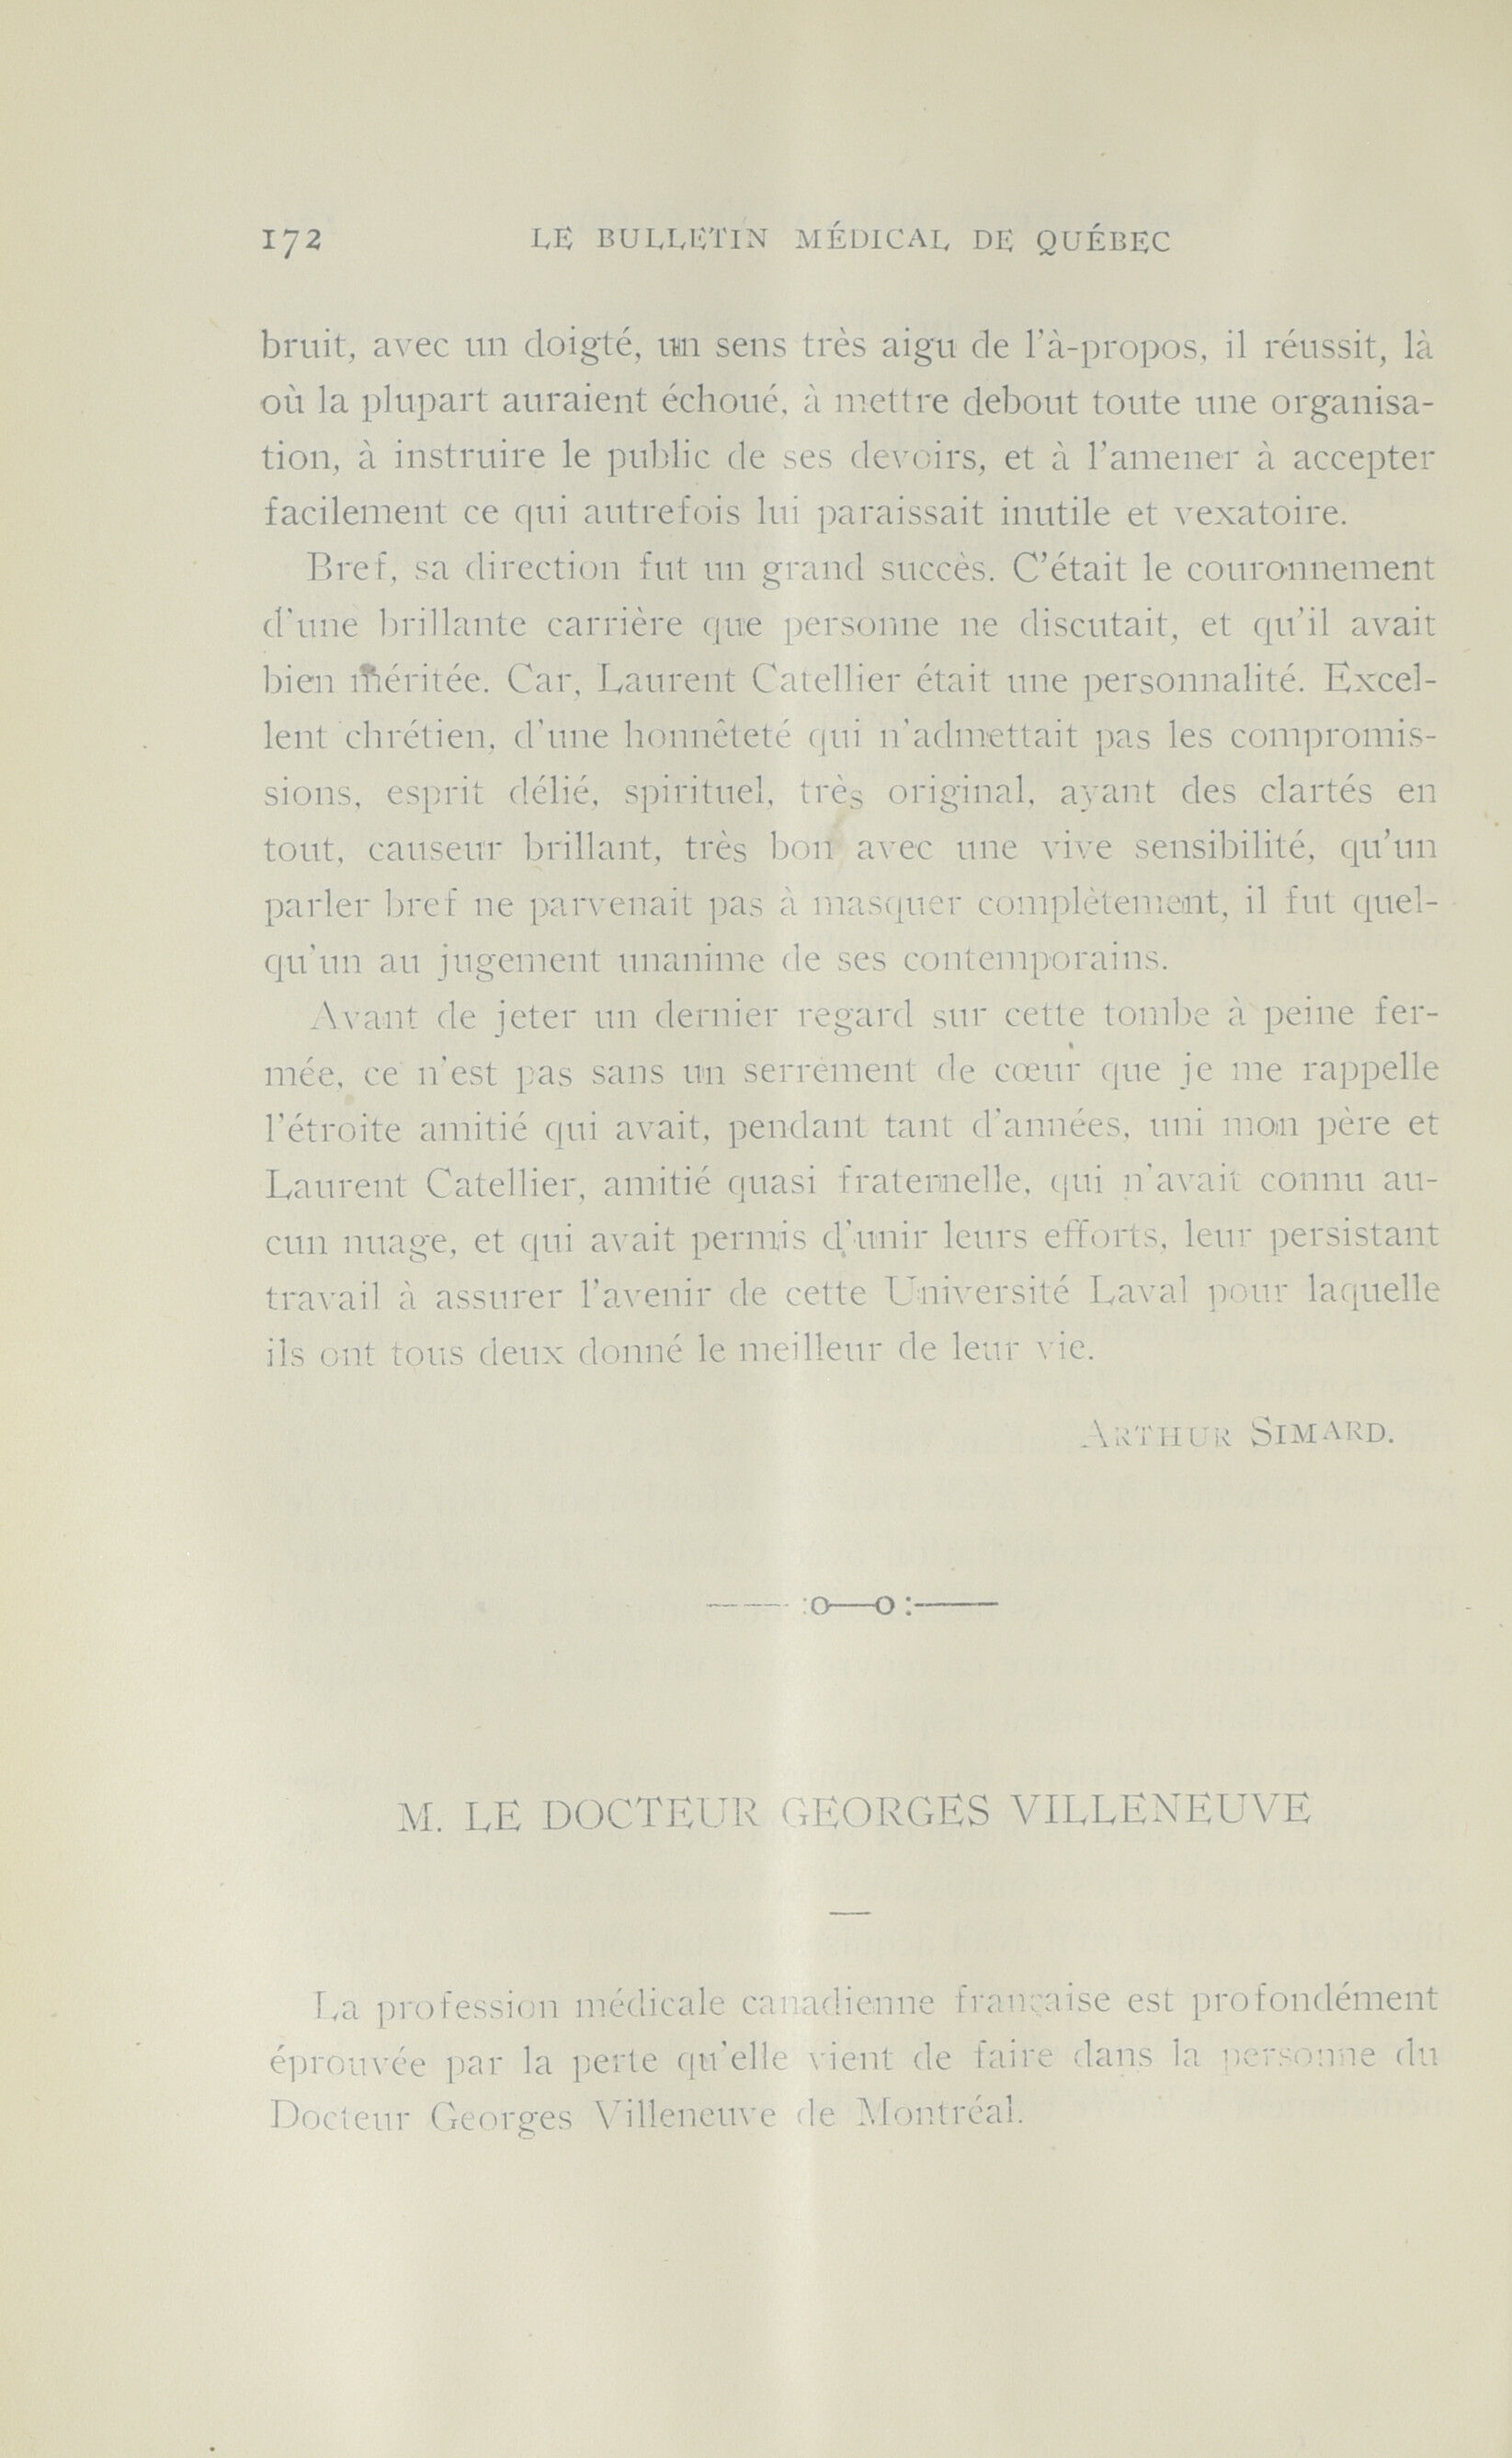 172 LE BULLETIN MÉDICAL DE QUÉBEC
bruit, avec un doigté, un sens très aigu de l'à-propos, il réussit, là
où la plupart auraient échoué, à mettre debout toute une organisa-
tion, à instruire le public de ses devoirs, et à l'amener à accepter
facilement ce qui autrefois lui paraissait inutile et vexatoire.
Bref, sa direction fut un grand succès. C'était le couronnement
d'une brillante carrière que personne ne discutait, et qu'il avait
bien méritée. Car, Laurent Catellier était une personnalité. Excel-
lent chrétien, d'une honnêteté qui n'admettait pas les compromis-
sions, esprit délié, spirituel, très original, ayant des clartés en
tout, causeur brillant, très bon avec une vive sensibilité, qu'un
parler bref ne parvenait pas à masquer complètement, il fut quel-
qu'un au jugement unanime de ses contemporains.
Avant de jeter un dernier regard sur cette tombe à peine fer-
mée, ce n'est pas sans un serrement de cœur que je me rappelle
l'étroite amitié qui avait, pendant tant d'années, uni mon père et
Laurent Catellier, amitié quasi fraternelle, qui n'avait connu au-
cun nuage, et qui avait permis d'unir leurs efforts, leur persistant
travail à assurer l'avenir de cette Université Laval pour laquelle
ils ont tous deux donné le meilleur de leur vie.
ARTHUR SIMARD.
:o—o:
M. LE DOCTEUR GEORGES VILLENEUVE
La profession médicale canadienne française est profondément
éprouvée par la perte qu'elle vient de faire dans la personne du
Docteur Georges Villeneuve de Montréal.